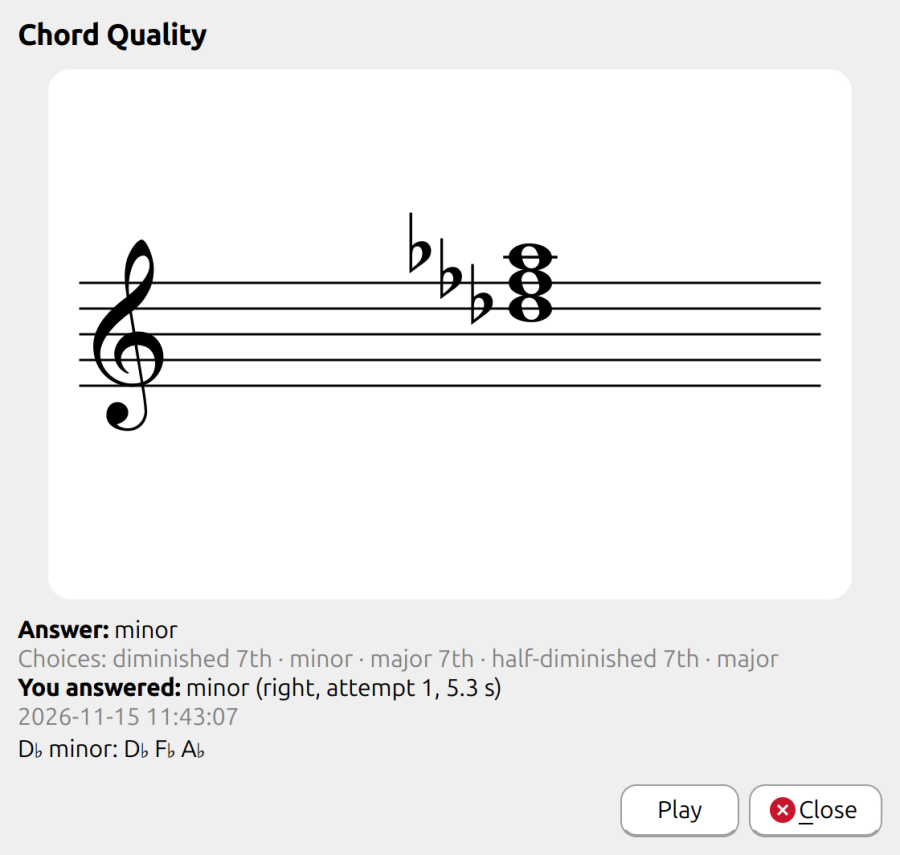 Chord Quality
Answer: minor
Choices: diminished 7th · minor · major 7th · half-diminished 7th · major
You answered: minor (right, attempt 1, 5.3 s)
2026-11-15 11:43:07
D♭ minor: D♭ F♭ A♭
Play
Close